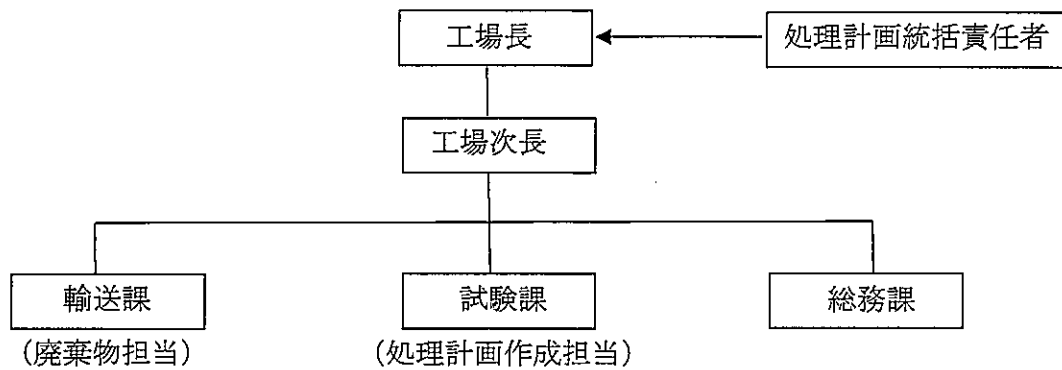 工場長
処理計画統括責任者
工場次長
輸送課
試験課
総務課
（廃棄物担当）
（処理計画作成担当）